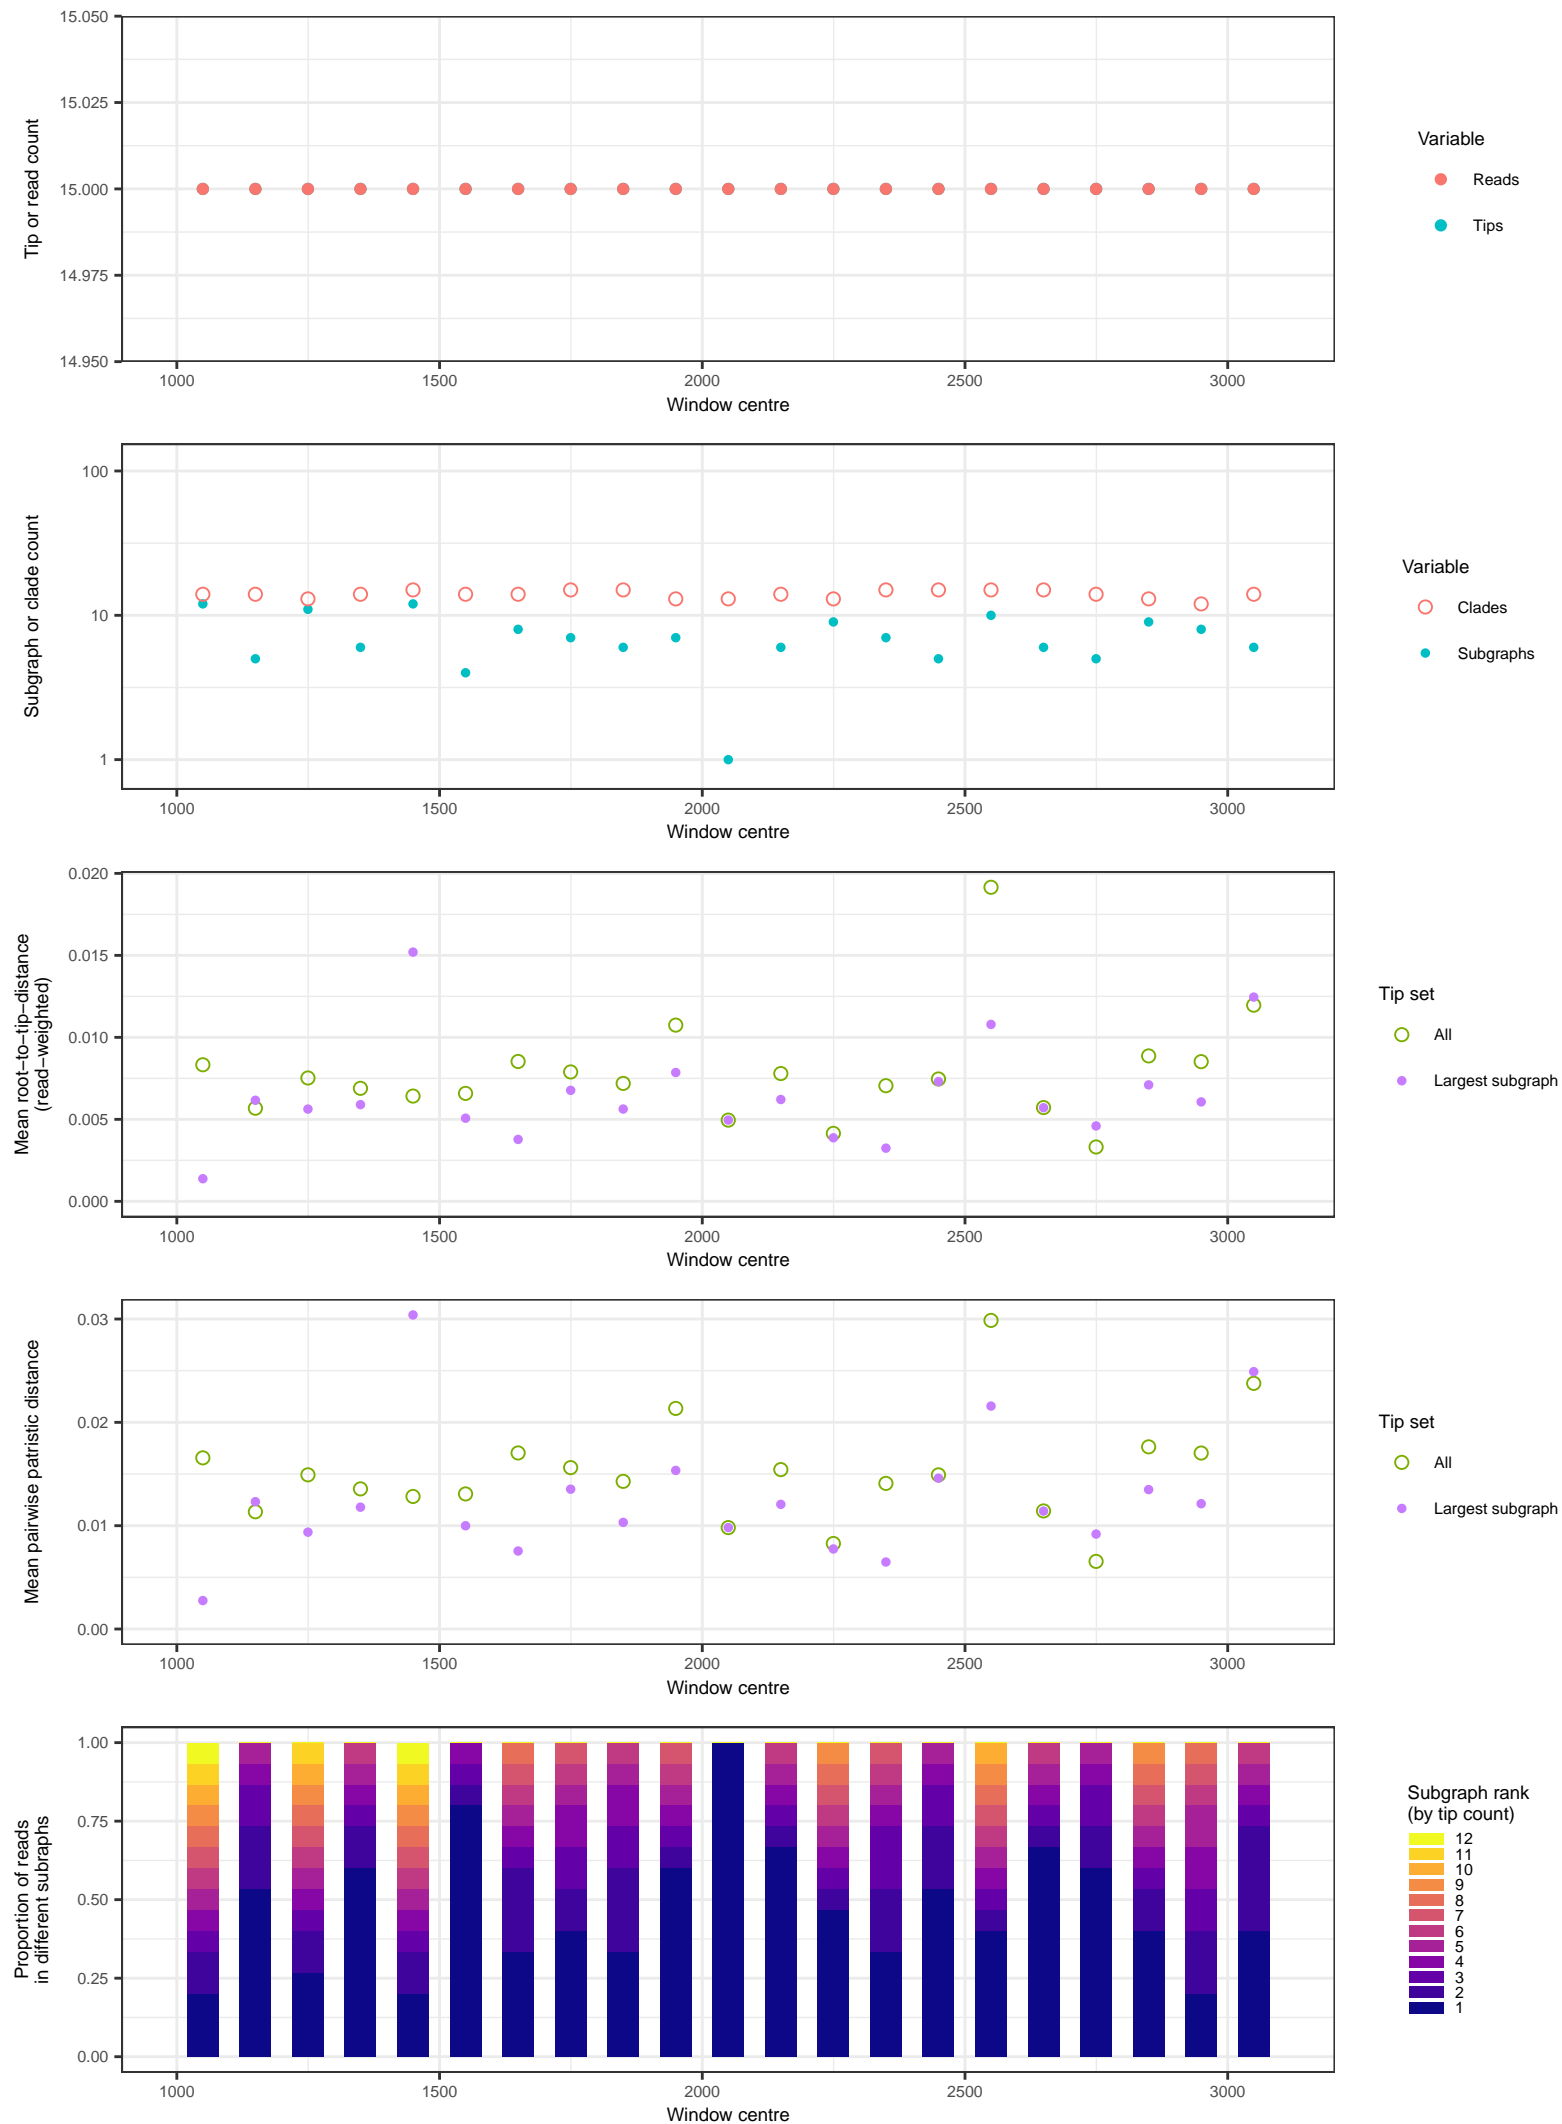 15.050
15.025
15.000
14.975
14.950
Tip or read count
1000 1500 2000 2500 3000
Window centre
Variable
Reads
Tips
100
10
1
Subgraph or clade count
1000 1500 2000 2500 3000
Window centre
Variable
Clades
Subgraphs
0.020
0.015
0.010
0.005
0.000
Mean root−to−tip−distance
(read−weighted)
1000 1500 2000 2500 3000
Window centre
Tip set
All
Largest subgraph
0.03
0.02
0.01
0.00
Mean pairwise patristic distance
1000 1500 2000 2500 3000
Window centre
Tip set
All
Largest subgraph
1.00
0.75
0.50
0.25
0.00
Proportion of reads
in different subraphs
1000 1500 2000 2500 3000
Window centre
Subgraph rank
(by tip count)
12
11
10
9
8
7
6
5
4
3
2
1